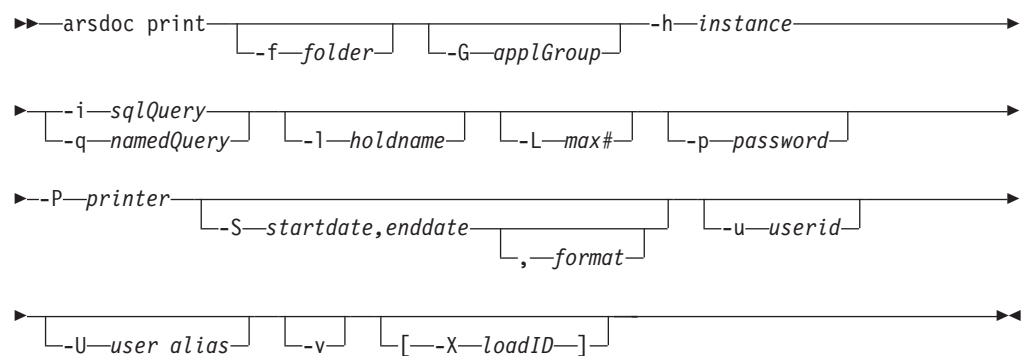 arsdoc print -h instance
-f folder -G applGroup
-i sqlQuery
-q namedQuery -l holdname -L max# -p password
-P printer
-S startdate,enddate -u userid
, format
-U user alias -v [ -X loadID ]